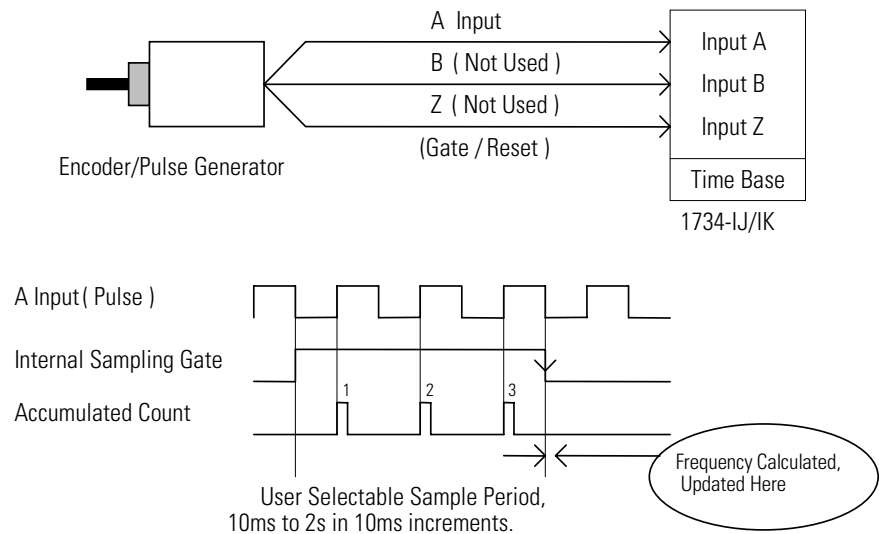 A Input
B ( Not Used )
Z ( Not Used )
(Gate / Reset )
Encoder/Pulse Generator
Input A
Input B
Input Z
Time Base
1734-IJ/IK
A Input ( Pulse )
Internal Sampling Gate
Accumulated Count
1 2 3
Frequency Calculated,
Updated Here
User Selectable Sample Period,
10ms to 2s in 10ms increments.